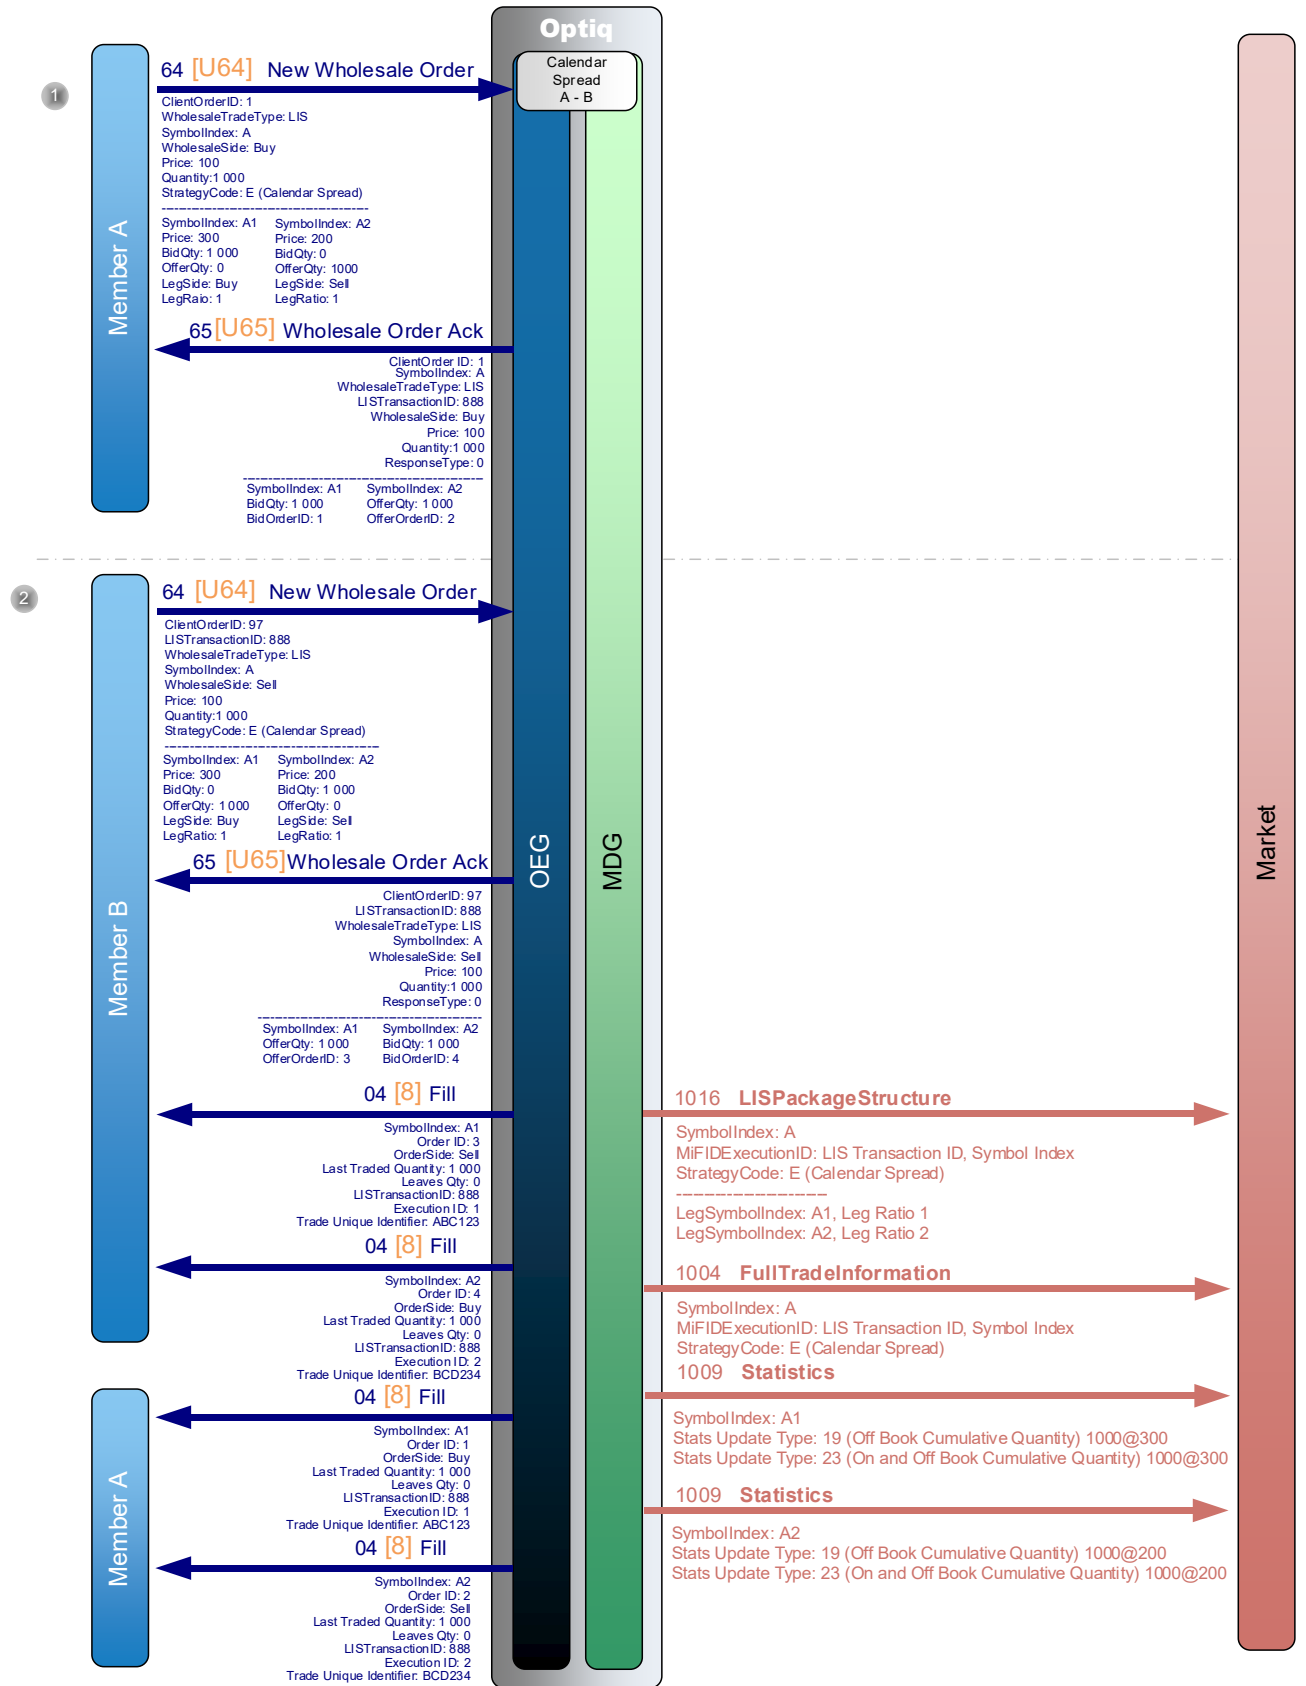 Optiq
Calendar
Spread
A - B
1
Member A
64 [U64] New Wholesale Order
ClientOrderID: 1
WholesaleTradeType: LIS
SymbolIndex: A
WholesaleSide: Buy
Price: 100
Quantity:1 000
StrategyCode: E (Calendar Spread)
------------------------------------------------
SymbolIndex: A1 SymbolIndex: A2
Price: 300 Price: 200
BidQty: 1 000 BidQty: 0
OfferQty: 0 OfferQty: 1000
LegSide: Buy LegSide: Sell
LegRaio: 1 LegRatio: 1
65 [U65] Wholesale Order Ack
ClientOrder ID: 1
SymbolIndex: A
WholesaleTradeType: LIS
LISTransactionID: 888
WholesaleSide: Buy
Price: 100
Quantity:1 000
ResponseType: 0
------------------------------------------------
SymbolIndex: A1 SymbolIndex: A2
BidQty: 1 000 OfferQty: 1 000
BidOrderID: 1 OfferOrderID: 2
2
Member B
64 [U64] New Wholesale Order
ClientOrderID: 97
LISTransactionID: 888
WholesaleTradeType: LIS
SymbolIndex: A
WholesaleSide: Sell
Price: 100
Quantity:1 000
StrategyCode: E (Calendar Spread)
------------------------------------------------
SymbolIndex: A1 SymbolIndex: A2
Price: 300 Price: 200
BidQty: 0 BidQty: 1 000
OfferQty: 1 000 OfferQty: 0
LegSide: Buy LegSide: Sell
LegRatio: 1 LegRatio: 1
65 [U65] Wholesale Order Ack
ClientOrderID: 97
LISTransactionID: 888
WholesaleTradeType: LIS
SymbolIndex: A
WholesaleSide: Sell
Price: 100
Quantity:1 000
ResponseType: 0
------------------------------------------------
SymbolIndex: A1 SymbolIndex: A2
OfferQty: 1 000 BidQty: 1 000
OfferOrderID: 3 BidOrderID: 4
04 [8] Fill
SymbolIndex: A1
Order ID: 3
OrderSide: Sell
Last Traded Quantity: 1 000
Leaves Qty: 0
LISTransactionID: 888
Execution ID: 1
Trade Unique Identifier: ABC123
04 [8] Fill
SymbolIndex: A2
Order ID: 4
OrderSide: Buy
Last Traded Quantity: 1 000
Leaves Qty: 0
LISTransactionID: 888
Execution ID: 2
Trade Unique Identifier: BCD234
Member A
04 [8] Fill
SymbolIndex: A1
Order ID: 1
OrderSide: Buy
Last Traded Quantity: 1 000
Leaves Qty: 0
LISTransactionID: 888
Execution ID: 1
Trade Unique Identifier: ABC123
04 [8] Fill
SymbolIndex: A2
Order ID: 2
OrderSide: Sell
Last Traded Quantity: 1 000
Leaves Qty: 0
LISTransactionID: 888
Execution ID: 2
Trade Unique Identifier: BCD234
OEG
MDG
1016 LISPackageStructure
SymbolIndex: A
MiFIDExecutionID: LIS Transaction ID, Symbol Index
StrategyCode: E (Calendar Spread)
--------------------------
LegSymbolIndex: A1, Leg Ratio 1
LegSymbolIndex: A2, Leg Ratio 2
1004 FullTradeInformation
SymbolIndex: A
MiFIDExecutionID: LIS Transaction ID, Symbol Index
StrategyCode: E (Calendar Spread)
1009 Statistics
SymbolIndex: A1
Stats Update Type: 19 (Off Book Cumulative Quantity) 1000@300
Stats Update Type: 23 (On and Off Book Cumulative Quantity) 1000@300
1009 Statistics
SymbolIndex: A2
Stats Update Type: 19 (Off Book Cumulative Quantity) 1000@200
Stats Update Type: 23 (On and Off Book Cumulative Quantity) 1000@200
Market